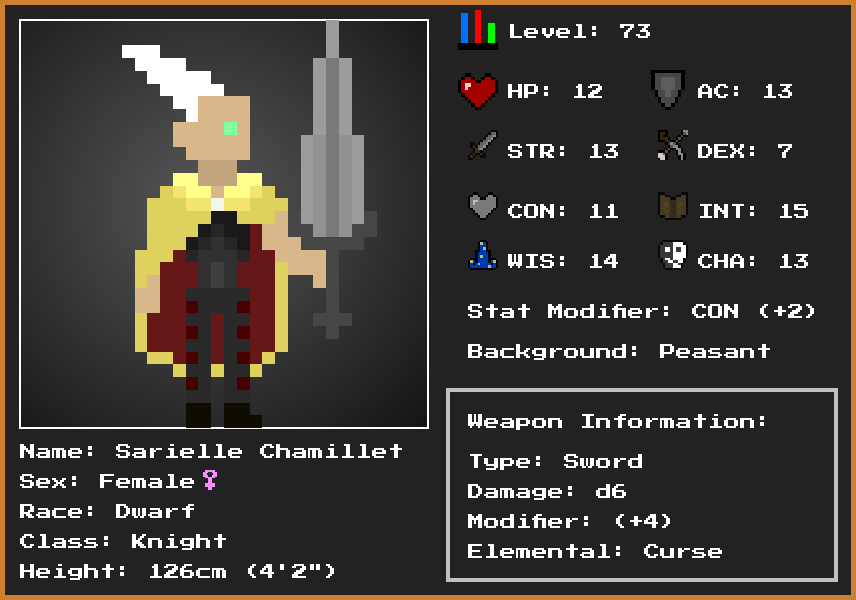 Level: 73
HP: 12
AC: 13
STR: 13
DEX: 7
CON: 11
INT: 15
WIS: 14
CHA: 13
Stat Modifier: CON (+2)
Background: Peasant
Weapon Information:
Type: Sword
Damage: d6
Modifier: (+4)
Elemental: Curse
Name: Sarielle Chamillet
Sex: Female♀
Race: Dwarf
Class: Knight
Height: 126cm (4'2")